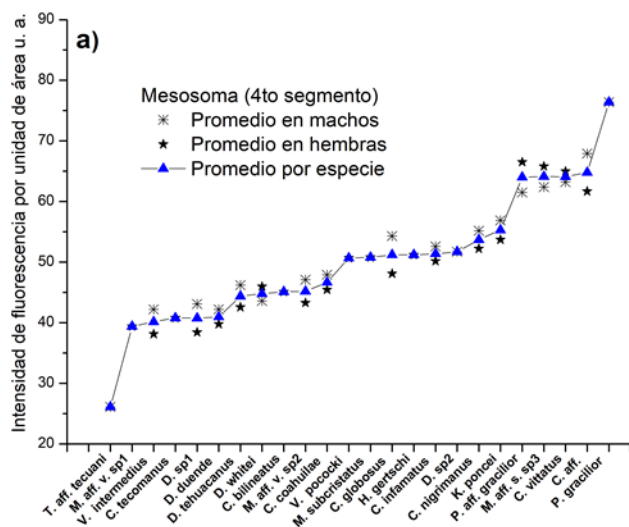 a)
Mesosoma (4to segmento)
Promedio en machos
Promedio en hembras
Promedio por especie
Intensidad de fluorescencia por unidad de área u. a.
90
80
70
60
50
40
30
20
T. aff. tecuani
M. aff. v. sp1
V. intermedius
C. tecomanus
D. sp1
D. duende
D. tehuacanus
D. whitei
C. bilineatus
M. aff. v. sp2
C. coahuilae
V. pococki
M. subcristatus
C. globosus
H. gertschi
C. infamatus
D. sp2
C. nigrimanus
K. poncei
P. aff. gracilior
M. aff. s. sp3
C. vittatus
C. aff.
P. gracilior